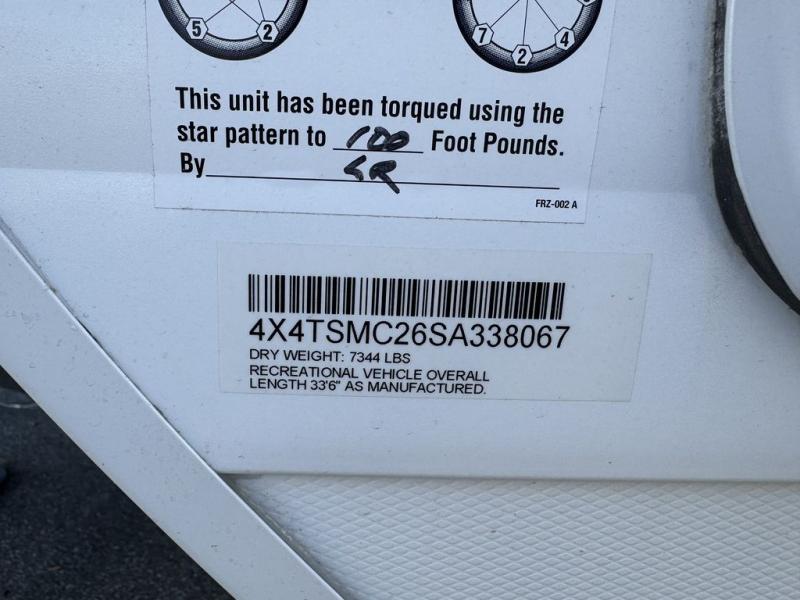 5 2
7 2 4
This unit has been torqued using the
star pattern to 100 Foot Pounds.
By SR
FRZ-002 A
4X4TSMC26SA338067
DRY WEIGHT: 7344 LBS
RECREATIONAL VEHICLE OVERALL
LENGTH 33'6" AS MANUFACTURED.